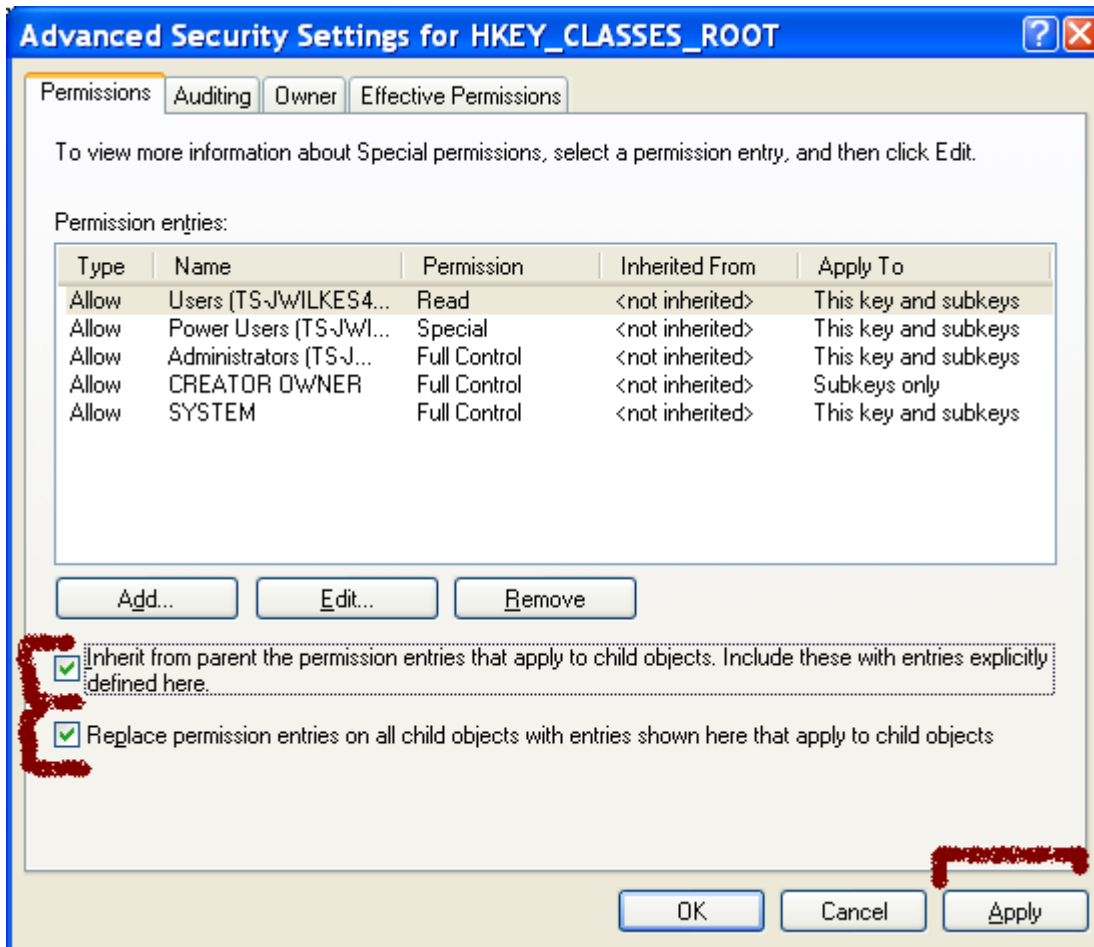 Advanced Security Settings for HKEY_CLASSES_ROOT
Permissions Auditing Owner Effective Permissions
To view more information about Special permissions, select a permission entry, and then click Edit.
Permission entries:
Type Name Permission Inherited From Apply To
Allow Users (TS-JWILKES4... Read <not inherited> This key and subkeys
Allow Power Users (TS-JWI... Special <not inherited> This key and subkeys
Allow Administrators (TS-J... Full Control <not inherited> This key and subkeys
Allow CREATOR OWNER Full Control <not inherited> Subkeys only
Allow SYSTEM Full Control <not inherited> This key and subkeys
Add... Edit... Remove
Inherit from parent the permission entries that apply to child objects. Include these with entries explicitly
defined here.
Replace permission entries on all child objects with entries shown here that apply to child objects
OK Cancel Apply